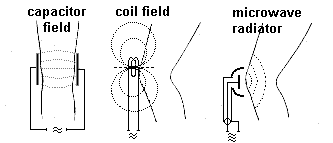 capacitor
field
coil field
microwave
radiator